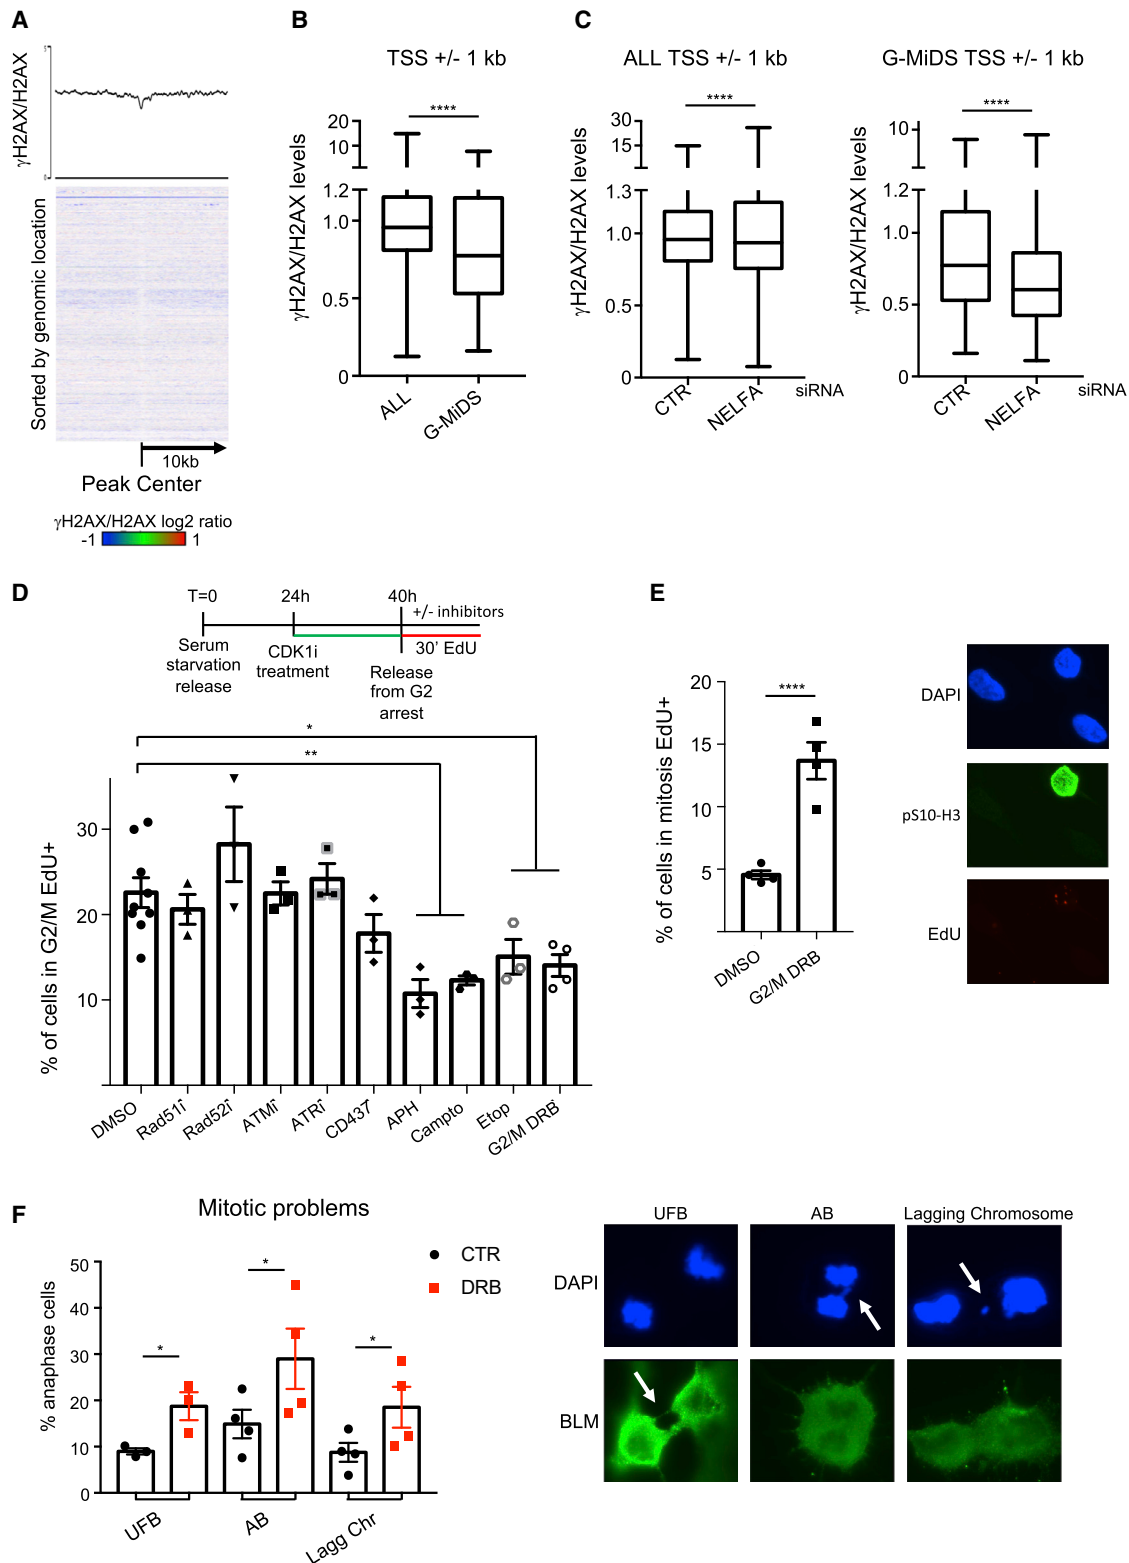 A
γH2AX/H2AX
Sorted by genomic location
10kb
Peak Center
γH2AX/H2AX log2 ratio
-1 1
B
TSS +/- 1 kb
****
γH2AX/H2AX levels
20
10
1.2
1.0
0.5
0
ALL
G-MiDS
C
ALL TSS +/- 1 kb
****
γH2AX/H2AX levels
30
15
1.3
1.0
0.5
0
CTR
NELFA
siRNA
G-MiDS TSS +/- 1 kb
****
γH2AX/H2AX levels
10
1.2
1.0
0.5
0
CTR
NELFA
siRNA
D
T=0 24h 40h
+/- inhibitors
30' EdU
Serum
starvation
release
CDK1i
treatment
Release
from G2
arrest
*
**
% of cells in G2/M EdU+
30
20
10
DMSO
Rad51i
Rad52i
ATMi
ATRi
CD437
APH
Campto
Etop
G2/M DRB
E
****
% of cells in mitosis EdU+
20
15
10
5
DMSO
G2/M DRB
DAPI
pS10-H3
EdU
F
Mitotic problems
CTR
DRB
% anaphase cells
50
40
30
20
10
0
*
*
*
UFB
AB
Lagg Chr
UFB AB Lagging Chromosome
DAPI
BLM